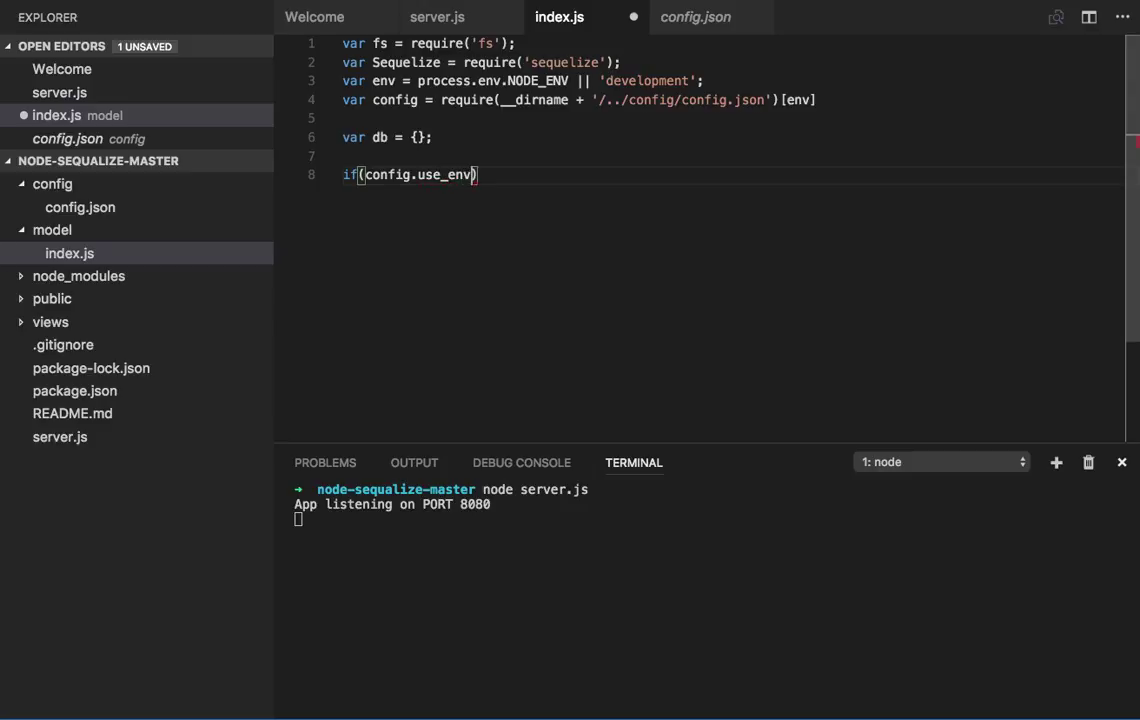 EXPLORER
OPEN EDITORS 1 UNSAVED
Welcome
server.js
index.js model
config.json config
NODE-SEQUALIZE-MASTER
config
config.json
model
index.js
node_modules
public
views
.gitignore
package-lock.json
package.json
README.md
server.js
Welcome server.js index.js config.json
1 var fs = require('fs');
2 var Sequelize = require('sequelize');
3 var env = process.env.NODE_ENV || 'development';
4 var config = require(__dirname + '/../config/config.json')[env]
5
6 var db = {};
7
8 if(config.use_env)
PROBLEMS OUTPUT DEBUG CONSOLE TERMINAL 1: node
➜ node-sequalize-master node server.js
App listening on PORT 8080